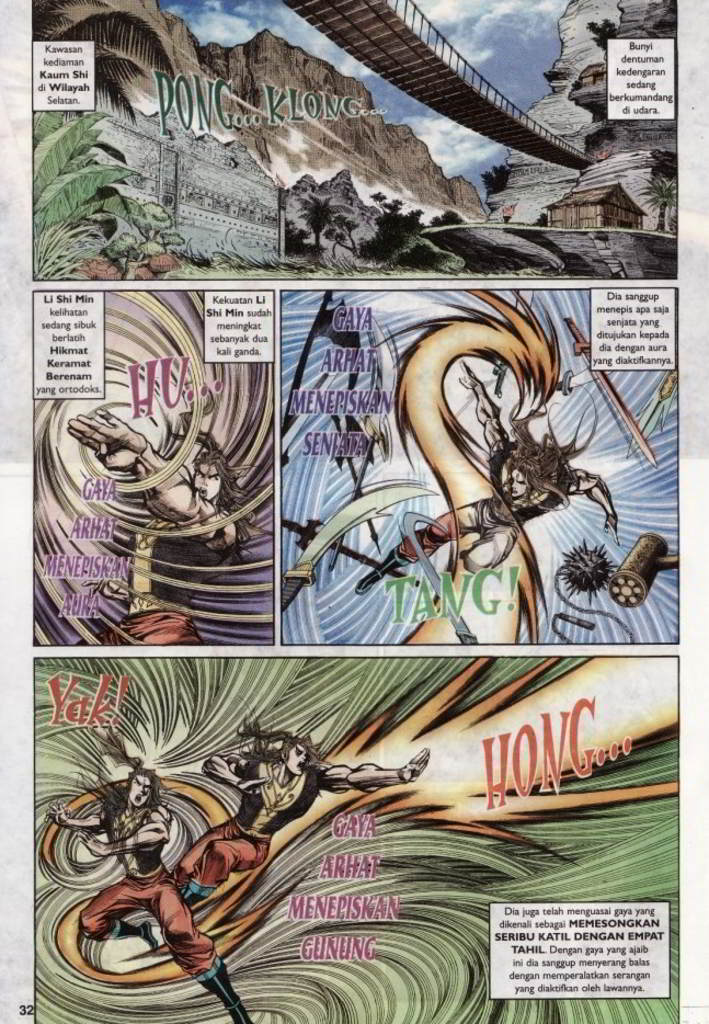 Kawasan
kediaman
Kaum Shi
di Wilayah
Selatan.
PONG... KLONG...
Bunyi
dentuman
kedengaran
sedang
berkumandang
di udara.
Li Shi Min
kelihatan
sedang sibuk
berlatih
Hikmat
Keramat
Berenam
yang ortodoks.
Kekuatan Li
Shi Min sudah
meningkat
sebanyak dua
kali ganda.
HU...
GAYA
ARHAT
MENEPISKAN
AURA
GAYA
ARHAT
MENEPISKAN
SENJATA
Dia sanggup
menepis apa saja
senjata yang
ditujukan kepada
dia dengan aura
yang diaktifkannya.
TANG!
Yak!
HONG...
GAYA
ARHAT
MENEPISKAN
GUNUNG
Dia juga telah menguasai gaya yang
dikenali sebagai MEMESONGKAN
SERIBU KATIL DENGAN EMPAT
TAHIL. Dengan gaya yang ajaib
ini dia sanggup menyerang balas
dengan memperalatkan serangan
yang diaktifkan oleh lawannya.
32